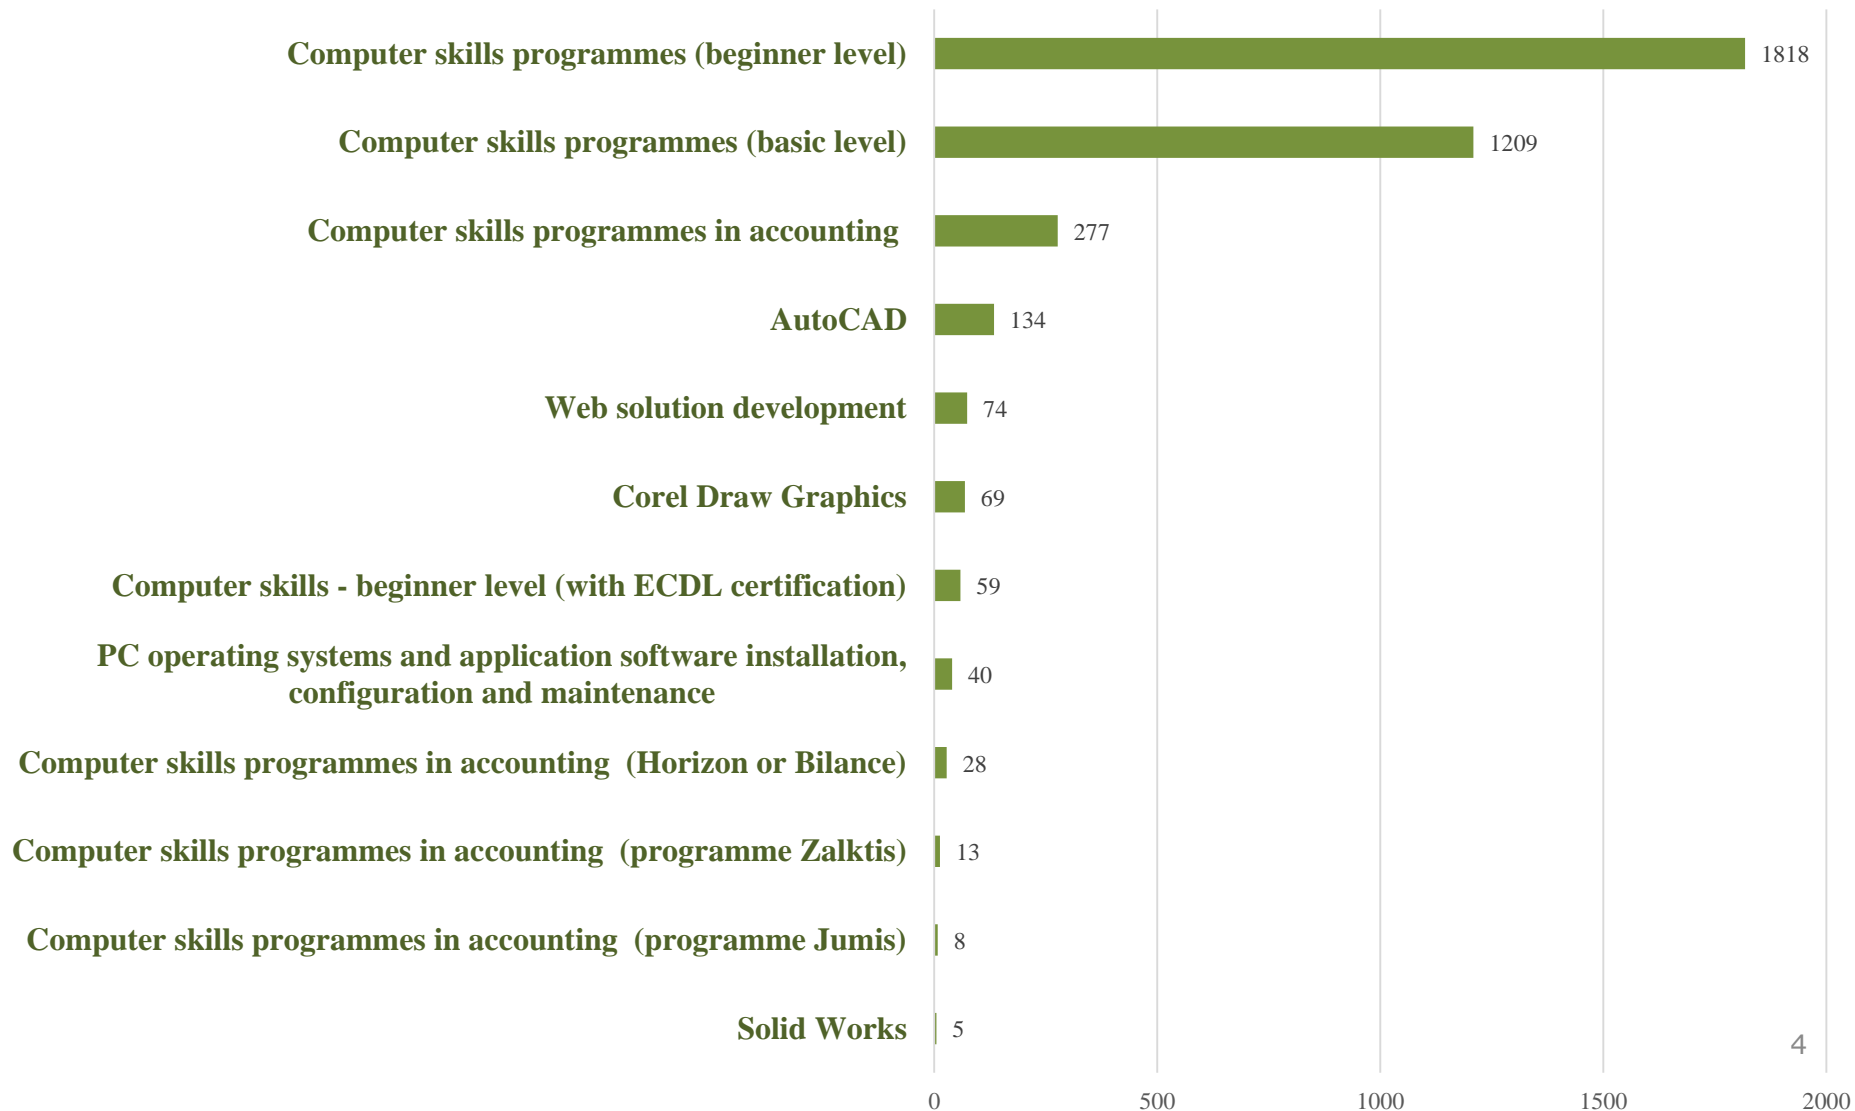 Computer skills programmes (beginner level) 1818
Computer skills programmes (basic level) 1209
Computer skills programmes in accounting 277
AutoCAD 134
Web solution development 74
Corel Draw Graphics 69
Computer skills - beginner level (with ECDL certification) 59
PC operating systems and application software installation,
configuration and maintenance 40
Computer skills programmes in accounting  (Horizon or Bilance) 28
Computer skills programmes in accounting  (programme Zalktis) 13
Computer skills programmes in accounting  (programme Jumis) 8
Solid Works 5
4
0 500 1000 1500 2000